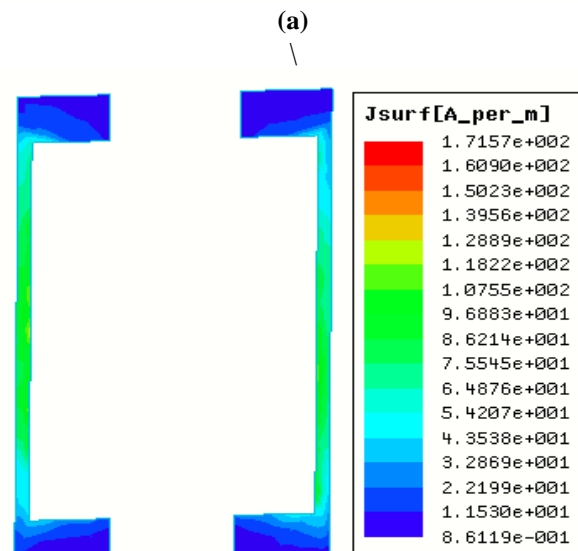 (a)
Jsurf[A_per_m]
1.7157e+002
1.6090e+002
1.5023e+002
1.3956e+002
1.2889e+002
1.1822e+002
1.0755e+002
9.6883e+001
8.6214e+001
7.5545e+001
6.4876e+001
5.4207e+001
4.3538e+001
3.2869e+001
2.2199e+001
1.1530e+001
8.6119e-001